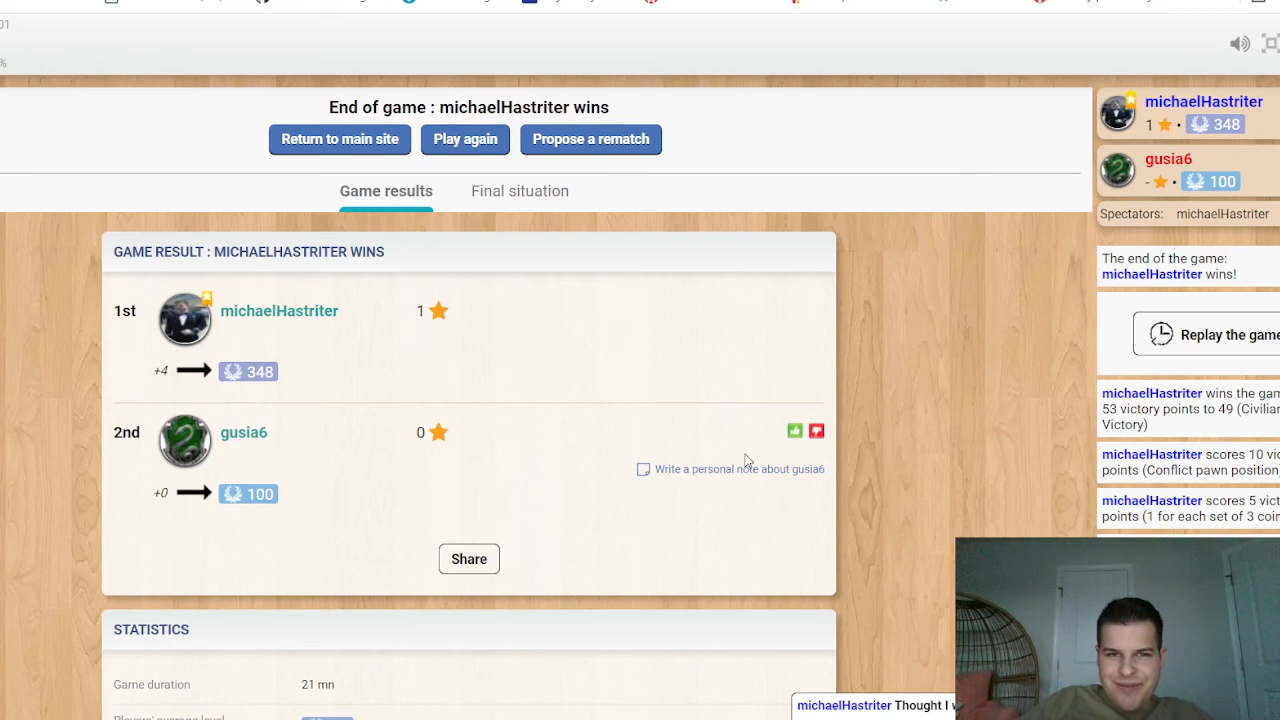 01
%
End of game : michaelHastriter wins
Return to main site Play again Propose a rematch
Game results Final situation
GAME RESULT : MICHAELHASTRITER WINS
1st michaelHastriter 1
+4 348
2nd gusia6 0
Write a personal note about gusia6
+0 100
Share
STATISTICS
Game duration 21 mn
michaelHastriter
1 • 348
gusia6
- • 100
Spectators: michaelHastriter
The end of the game:
michaelHastriter wins!
Replay the game
michaelHastriter wins the gam
53 victory points to 49 (Civilian
Victory)
michaelHastriter scores 10 vic
points (Conflict pawn position)
michaelHastriter scores 5 vict
points (1 for each set of 3 coin
michaelHastriter Thought I